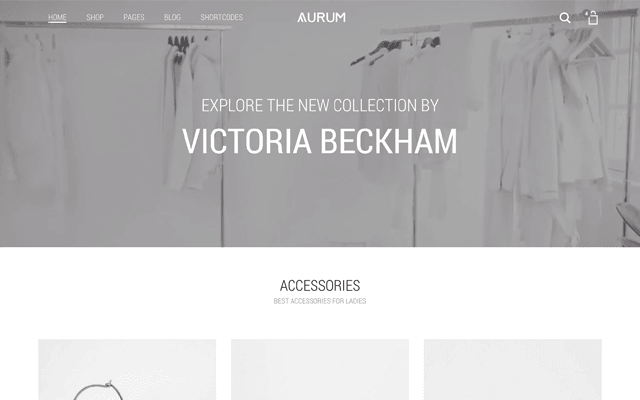 HOME SHOP PAGES BLOG SHORTCODES AURUM
EXPLORE THE NEW COLLECTION BY
VICTORIA BECKHAM
ACCESSORIES
BEST ACCESSORIES FOR LADIES